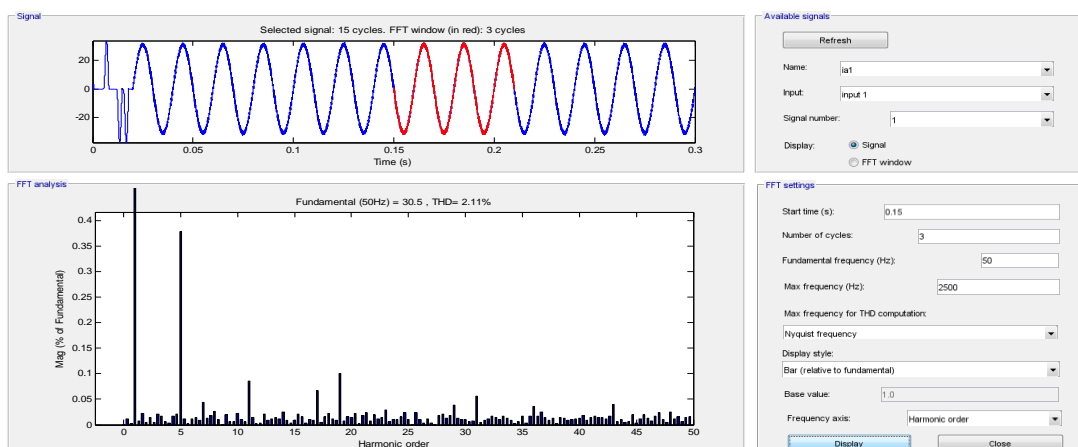 Signal
Selected signal: 15 cycles. FFT window (in red): 3 cycles
20
0
-20
0
0.05
0.1
0.15
0.2
0.25
0.3
Time (s)
Available signals
Refresh
Name:
ia1
Input:
input 1
Signal number:
1
Display:
Signal
FFT window
FFT analysis
Fundamental (50Hz) = 30.5 , THD= 2.11%
0.4
0.35
0.3
0.25
0.2
0.15
0.1
0.05
0
Mag (% of Fundamental)
0
5
10
15
20
25
30
35
40
45
50
Harmonic order
FFT settings
Start time (s):
0.15
Number of cycles:
3
Fundamental frequency (Hz):
50
Max frequency (Hz):
2500
Max frequency for THD computation:
Nyquist frequency
Display style:
Bar (relative to fundamental)
Base value:
1.0
Frequency axis:
Harmonic order
Display
Close